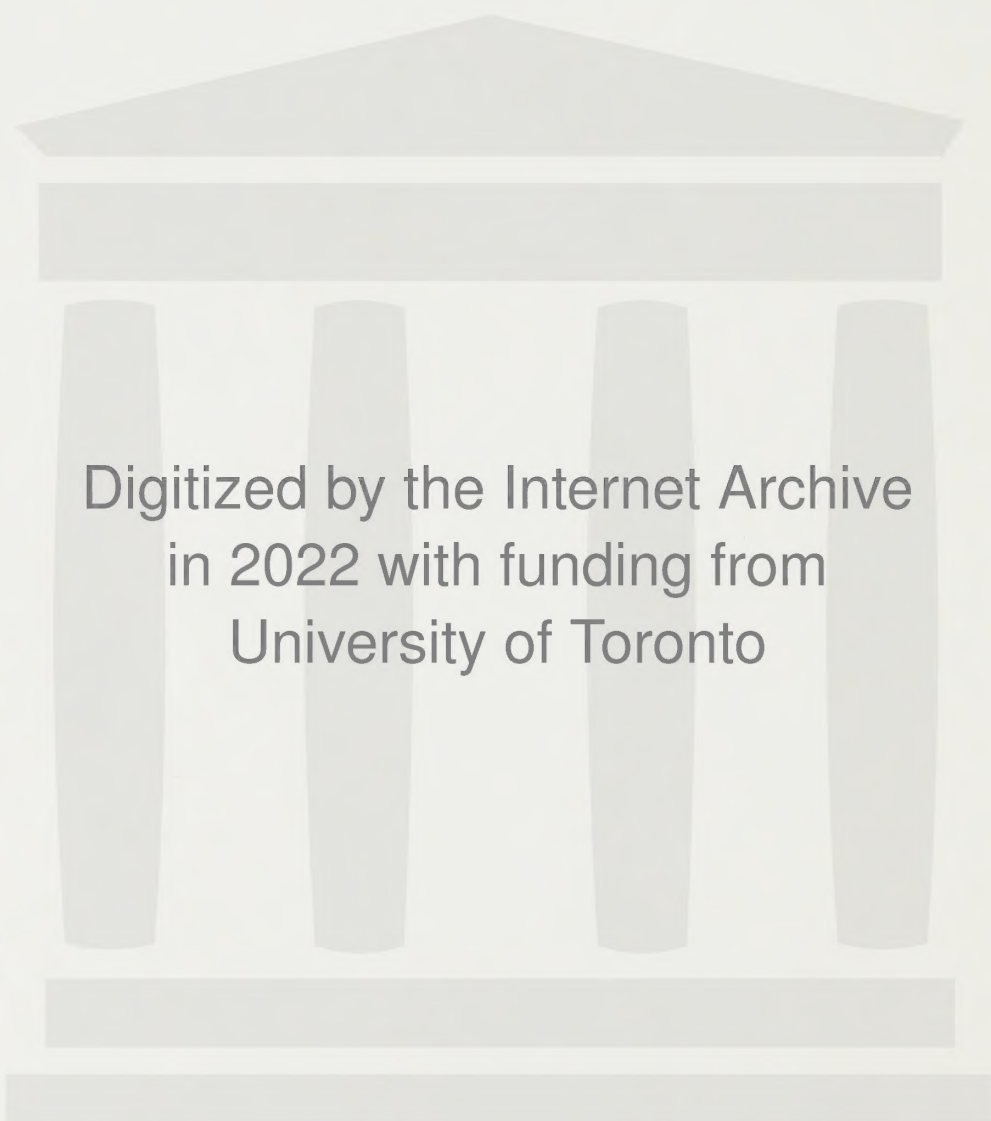 Digitized by the Internet Archive
in 2022 with funding from
University of Toronto